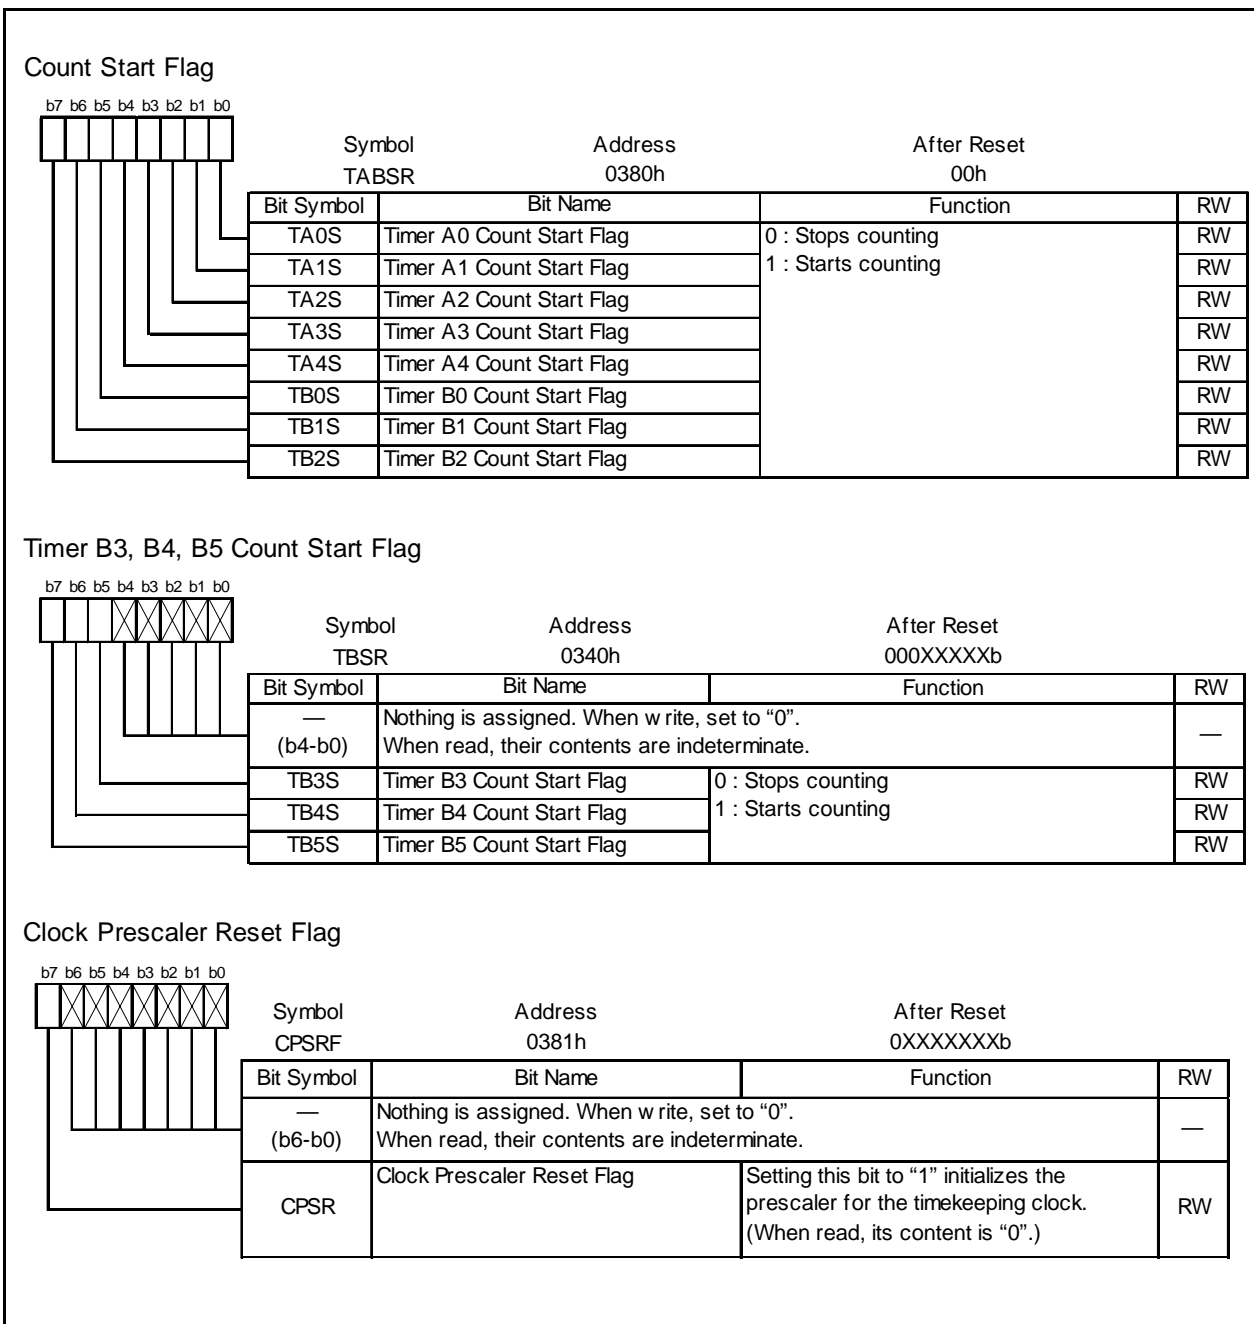 Count Start Flag
b7 b6 b5 b4 b3 b2 b1 b0
Symbol Address After Reset
TABSR 0380h 00h
Bit Symbol Bit Name Function RW
TA0S Timer A0 Count Start Flag 0 : Stops counting RW
TA1S Timer A1 Count Start Flag 1 : Starts counting RW
TA2S Timer A2 Count Start Flag RW
TA3S Timer A3 Count Start Flag RW
TA4S Timer A4 Count Start Flag RW
TB0S Timer B0 Count Start Flag RW
TB1S Timer B1 Count Start Flag RW
TB2S Timer B2 Count Start Flag RW
Timer B3, B4, B5 Count Start Flag
b7 b6 b5 b4 b3 b2 b1 b0
Symbol Address After Reset
TBSR 0340h 000XXXXXb
Bit Symbol Bit Name Function RW
— Nothing is assigned. When w rite, set to “0”.
(b4-b0) When read, their contents are indeterminate. —
TB3S Timer B3 Count Start Flag 0 : Stops counting RW
TB4S Timer B4 Count Start Flag 1 : Starts counting RW
TB5S Timer B5 Count Start Flag RW
Clock Prescaler Reset Flag
b7 b6 b5 b4 b3 b2 b1 b0
Symbol Address After Reset
CPSRF 0381h 0XXXXXXXb
Bit Symbol Bit Name Function RW
— Nothing is assigned. When w rite, set to “0”.
(b6-b0) When read, their contents are indeterminate. —
Clock Prescaler Reset Flag Setting this bit to “1” initializes the
CPSR prescaler for the timekeeping clock. RW
(When read, its content is “0”.)